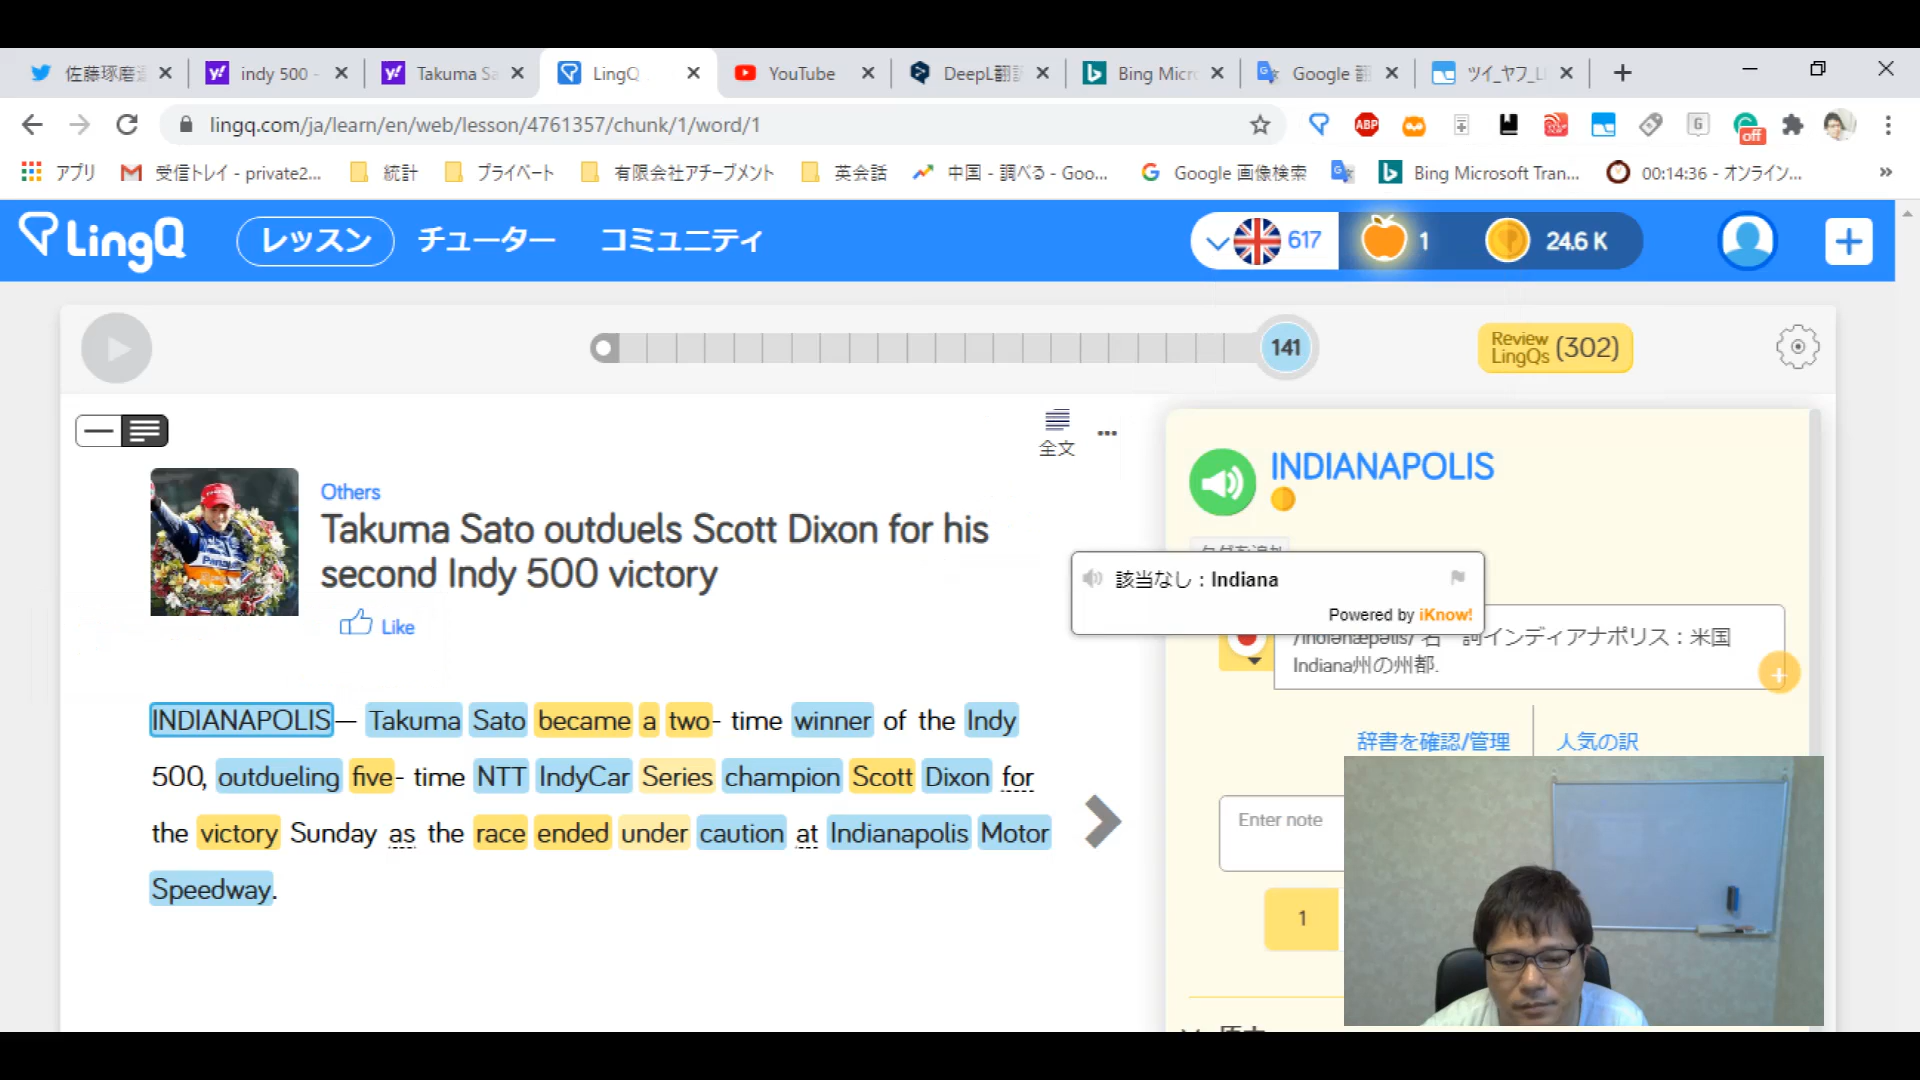 佐藤琢磨
indy 500 -
Takuma Sa
LingQ
YouTube
DeepL翻訳
Bing Micr
Google 翻
ツイ_ヤフ_L
lingq.com/ja/learn/en/web/lesson/4761357/chunk/1/word/1
ABP
G
off
アプリ
受信トレイ - private2...
統計
プライベート
有限会社アチーブメント
英会話
中国 - 調べる - Goo...
Google 画像検索
Bing Microsoft Tran...
00:14:36 - オンライン...
LingQ
レッスン
チューター
コミュニティ
617
1
24.6 K
141
Review
LingQs (302)
全文
Others
Takuma Sato outduels Scott Dixon for his
second Indy 500 victory
Like
INDIANAPOLIS— Takuma Sato became a two- time winner of the Indy
500, outdueling five- time NTT IndyCar Series champion Scott Dixon for
the victory Sunday as the race ended under caution at Indianapolis Motor
Speedway.
INDIANAPOLIS
該当なし : Indiana
Powered by iKnow!
詞インディアナポリス：米国
Indiana州の州都.
辞書を確認/管理
人気の訳
Enter note
1